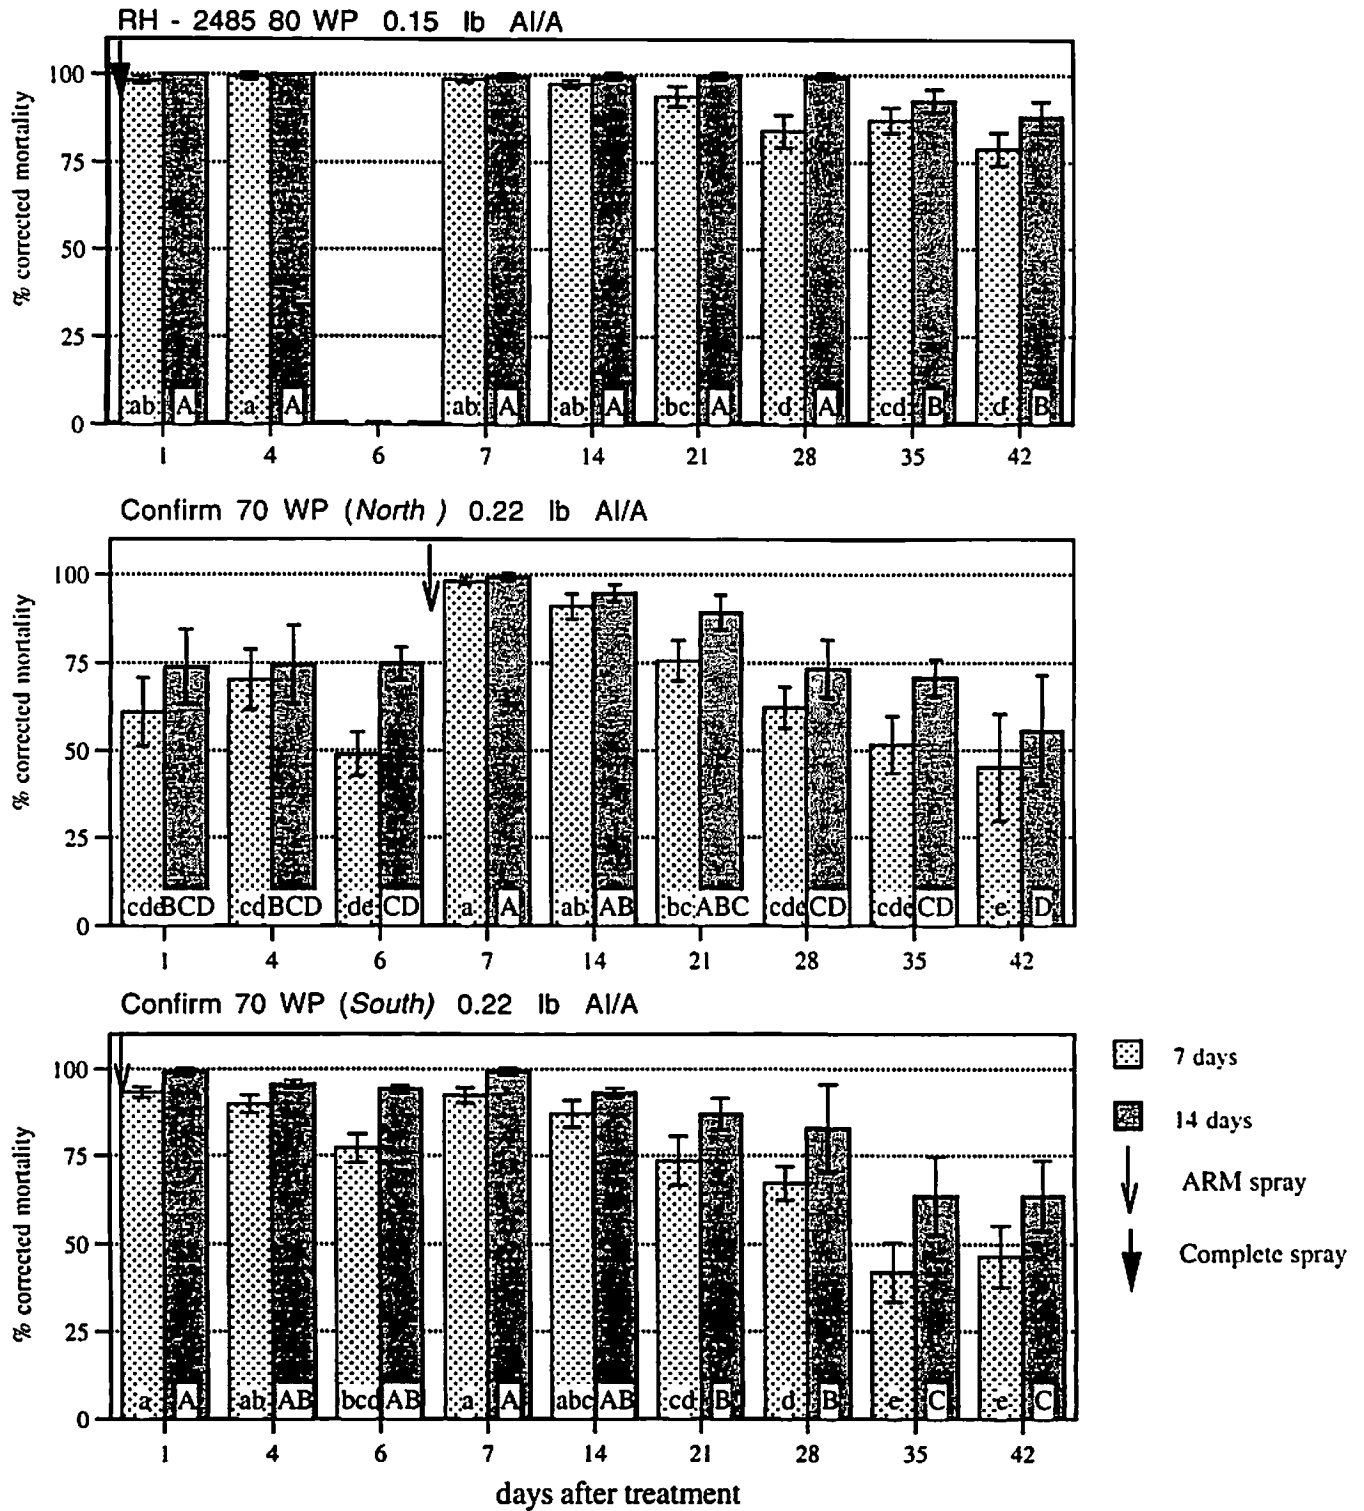 RH - 2485 80 WP 0.15 lb AI/A
% corrected mortality
100
75
50
25
0
ab A a A ab A ab A bc A d A cd B d B
1 4 6 7 14 21 28 35 42
Confirm 70 WP (North ) 0.22 lb AI/A
% corrected mortality
100
75
50
25
0
cde BCD cd BCD de CD a A ab AB bc ABC cde CD cde CD e D
1 4 6 7 14 21 28 35 42
Confirm 70 WP (South) 0.22 lb AI/A
% corrected mortality
100
75
50
25
0
a A ab AB bcd AB a A abc AB cd B d B e C e C
1 4 6 7 14 21 28 35 42
days after treatment
7 days
14 days
ARM spray
Complete spray